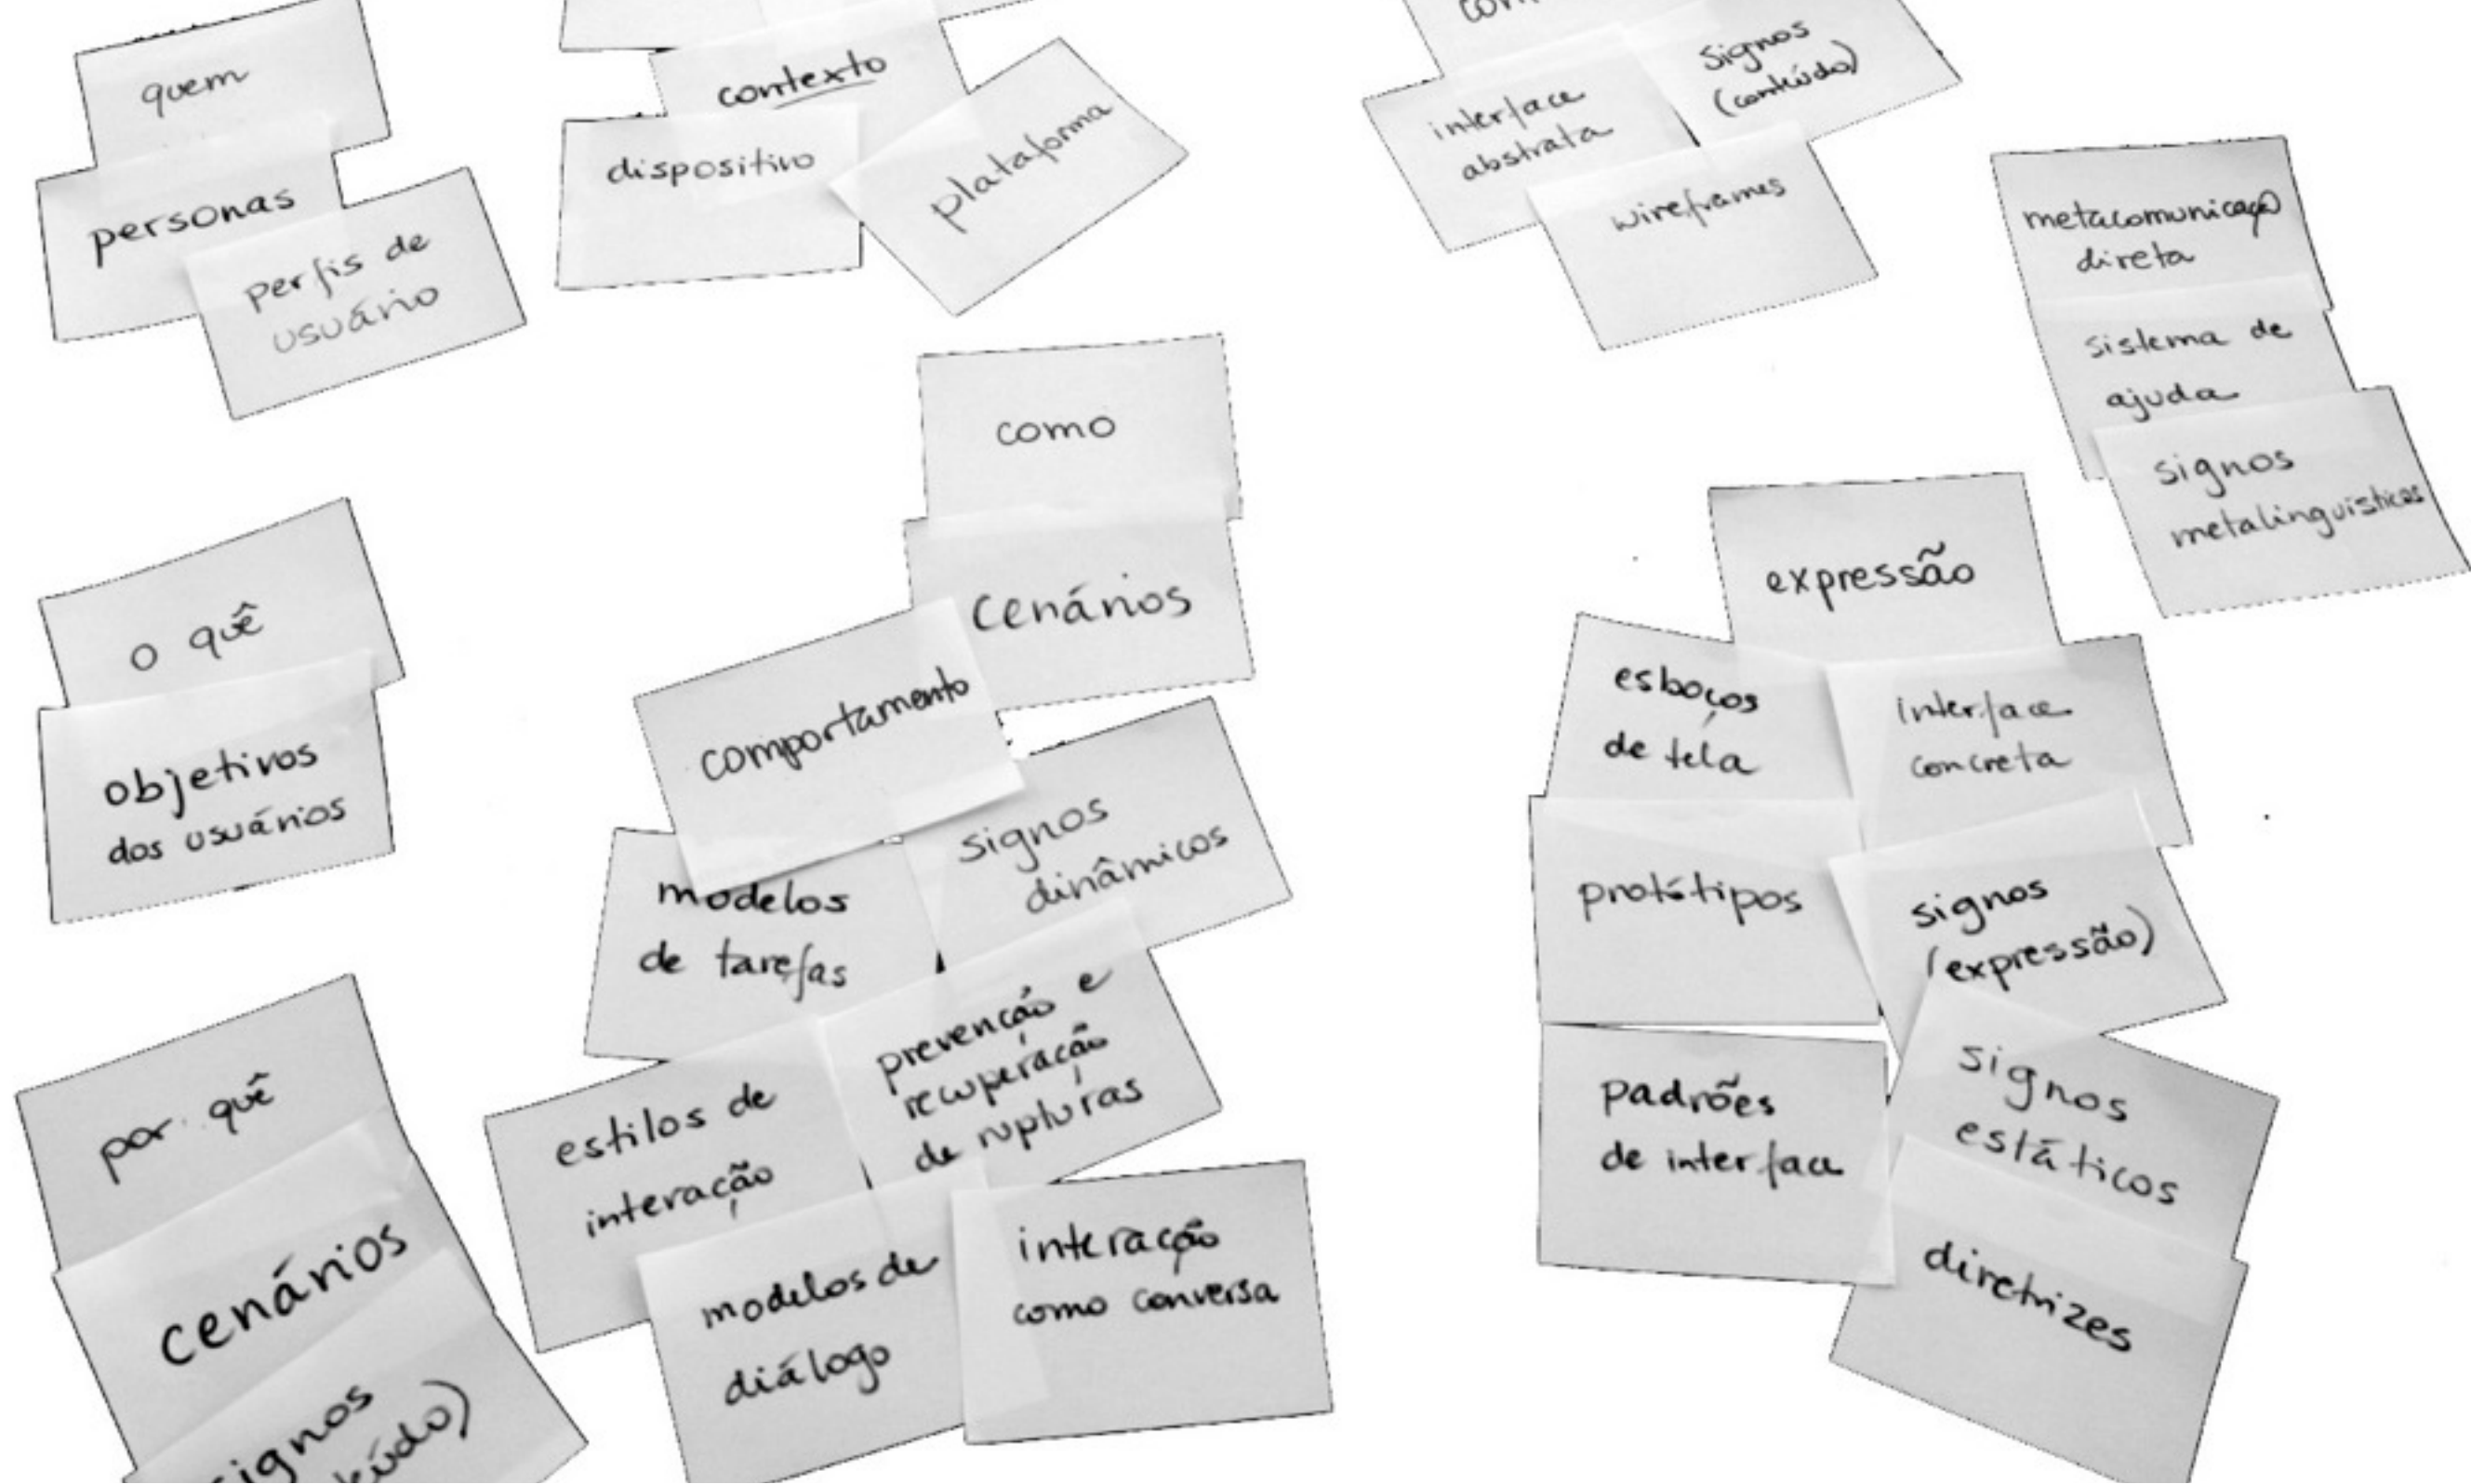 quem
personas
perfis de
usuário
contexto
dispositivo
plataforma
signos
(conteúdo)
interface
abstrata
wireframes
metacomunicação
direta
sistema de
ajuda
signos
metalinguísticos
o quê
objetivos
dos usuários
como
cenários
comportamento
signos
dinâmicos
modelos
de tarefas
prevenção e
recuperação
de rupturas
estilos de
interação
modelos de
diálogo
interação
como conversa
expressão
esboços
de tela
interface
concreta
protótipos
signos
(expressão)
padrões
de interface
signos
estáticos
diretrizes
por quê
cenários
signos